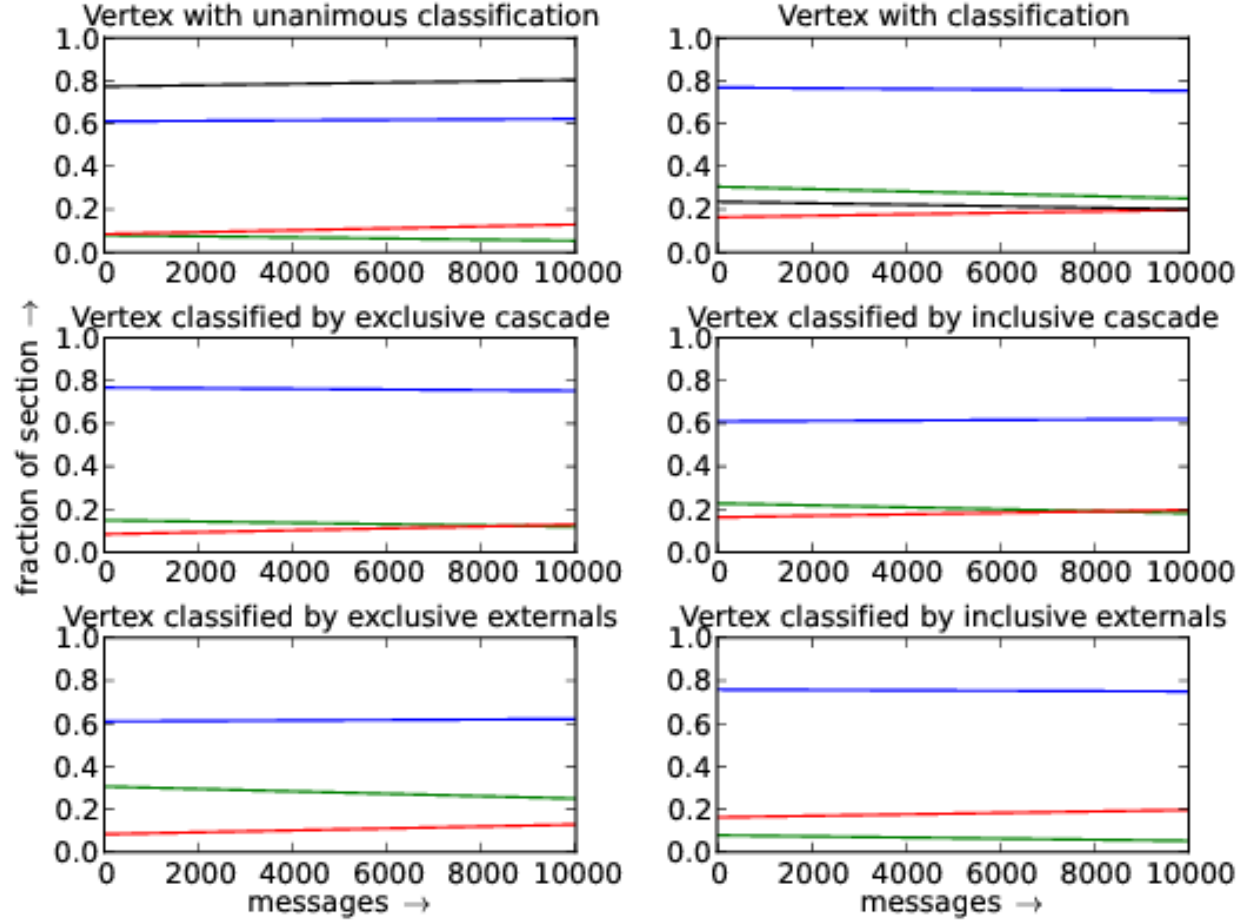 Vertex with unanimous classification
Vertex with classification
1.0
0.8
0.6
0.4
0.2
0.0
0 2000 4000 6000 8000 10000
1.0
0.8
0.6
0.4
0.2
0.0
0 2000 4000 6000 8000 10000
fraction of section →
Vertex classified by exclusive cascade
Vertex classified by inclusive cascade
1.0
0.8
0.6
0.4
0.2
0.0
0 2000 4000 6000 8000 10000
1.0
0.8
0.6
0.4
0.2
0.0
0 2000 4000 6000 8000 10000
Vertex classified by exclusive externals
Vertex classified by inclusive externals
1.0
0.8
0.6
0.4
0.2
0.0
0 2000 4000 6000 8000 10000
messages →
1.0
0.8
0.6
0.4
0.2
0.0
0 2000 4000 6000 8000 10000
messages →